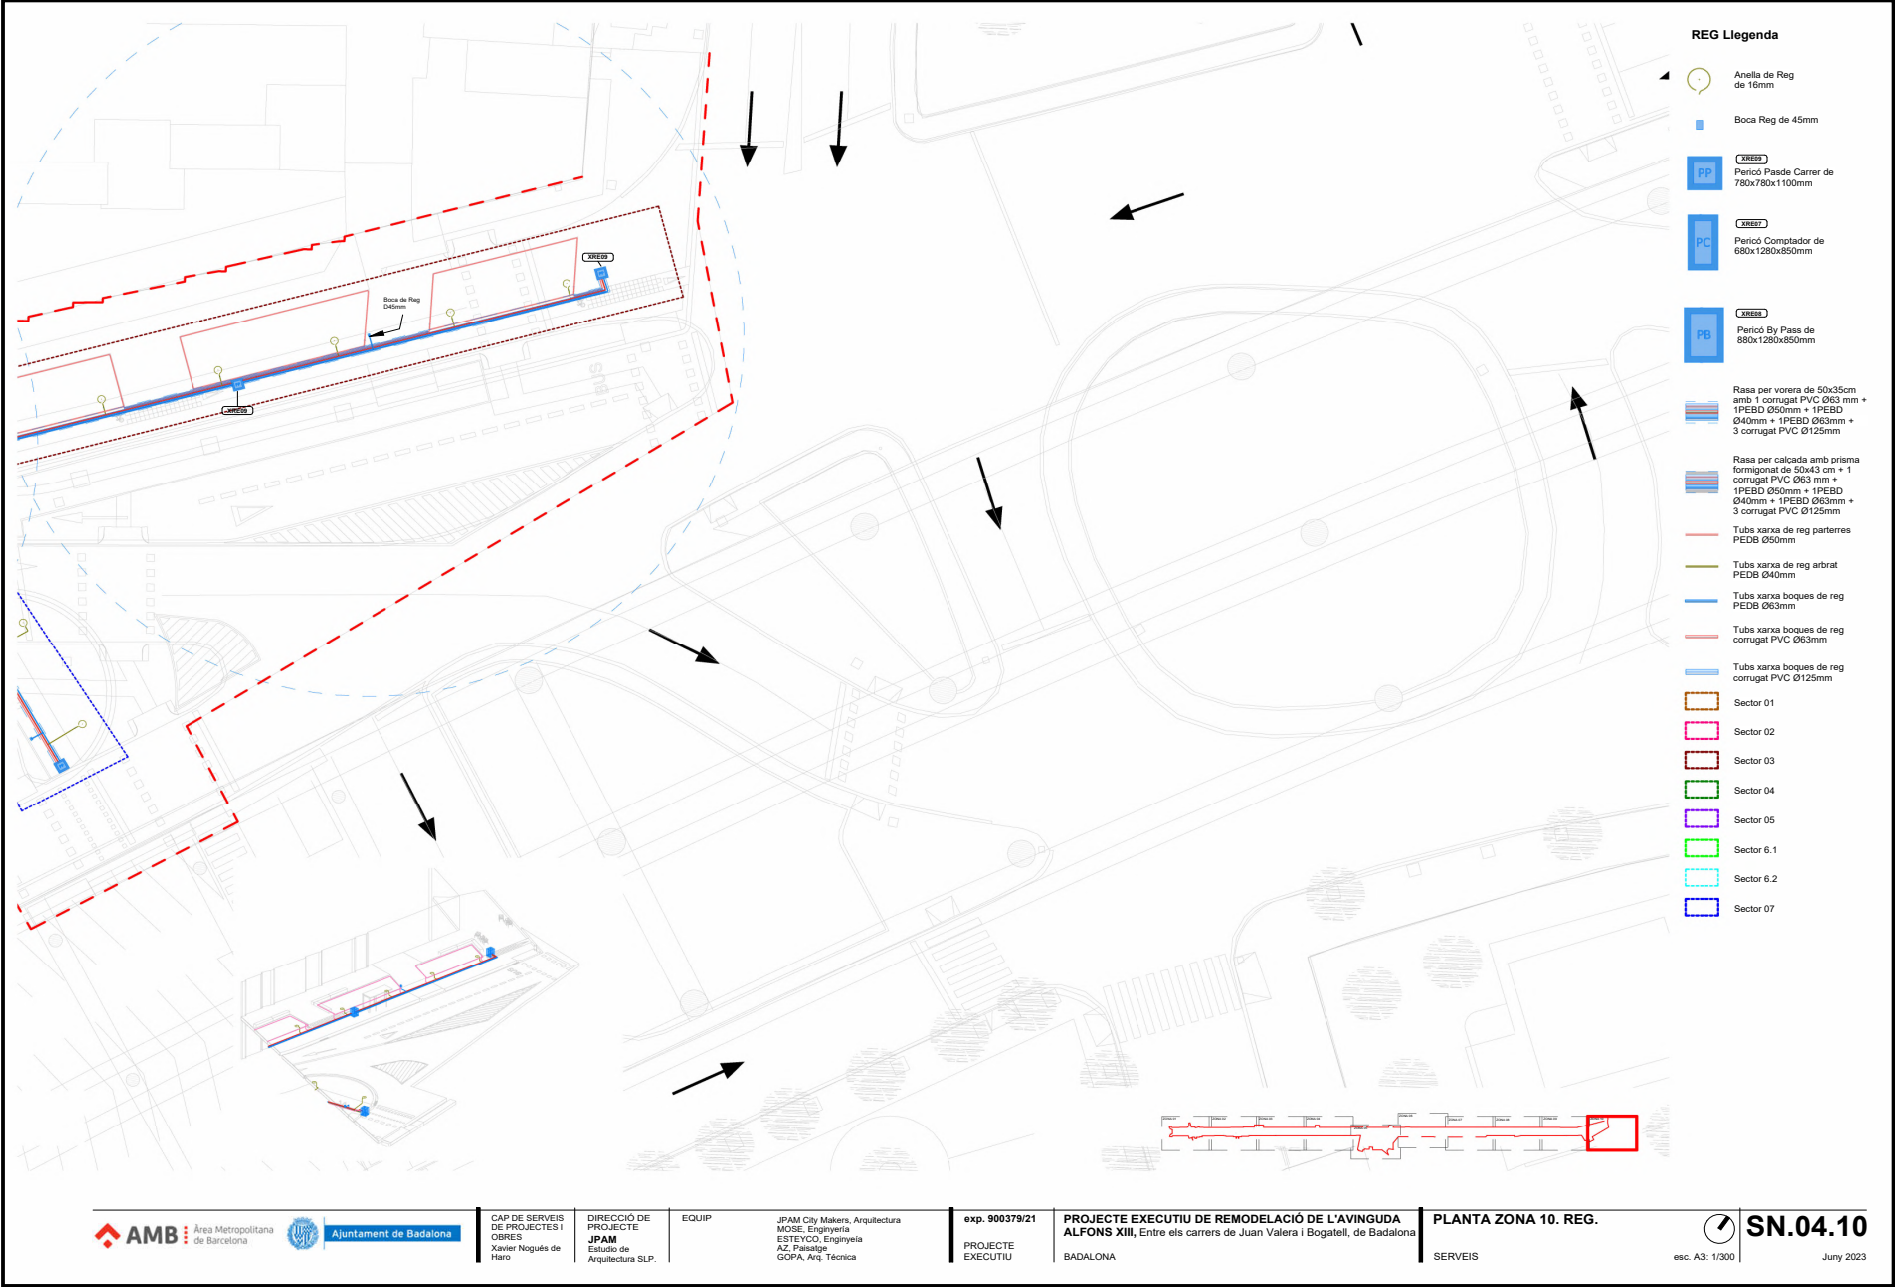 REG Llegenda
Anella de Reg
de 16mm
Boca Reg de 45mm
XRE09
PP
Pericó Pasde Carrer de
780x780x1100mm
XRE07
PC
Pericó Comptador de
680x1280x850mm
XRE08
PB
Pericó By Pass de
880x1280x850mm
Rasa per vorera de 50x35cm
amb 1 corrugat PVC Ø63 mm +
1PEBD Ø50mm + 1PEBD
Ø40mm + 1PEBD Ø63mm +
3 corrugat PVC Ø125mm
Rasa per calçada amb prisma
formigonat de 50x43 cm + 1
corrugat PVC Ø63 mm +
1PEBD Ø50mm + 1PEBD
Ø40mm + 1PEBD Ø63mm +
3 corrugat PVC Ø125mm
Tubs xarxa de reg parterres
PEDB Ø50mm
Tubs xarxa de reg arbrat
PEDB Ø40mm
Tubs xarxa boques de reg
PEDB Ø63mm
Tubs xarxa boques de reg
corrugat PVC Ø63mm
Tubs xarxa boques de reg
corrugat PVC Ø125mm
Sector 01
Sector 02
Sector 03
Sector 04
Sector 05
Sector 6.1
Sector 6.2
Sector 07
XRE09
Boca de Reg
D45mm
XRE09
BUS
AMB
Àrea Metropolitana
de Barcelona
Ajuntament de Badalona
CAP DE SERVEIS
DE PROJECTES I
OBRES
Xavier Nogués de
Haro
DIRECCIÓ DE
PROJECTE
JPAM
Estudio de
Arquitectura SLP.
EQUIP
JPAM City Makers, Arquitectura
MOSE, Enginyería
ESTEYCO, Enginyeía
AZ, Paisatge
GOPA, Arq. Técnica
exp. 900379/21
PROJECTE
EXECUTIU
PROJECTE EXECUTIU DE REMODELACIÓ DE L'AVINGUDA
ALFONS XIII, Entre els carrers de Juan Valera i Bogatell, de Badalona
BADALONA
PLANTA ZONA 10. REG.
SERVEIS
esc. A3: 1/300
SN.04.10
Juny 2023